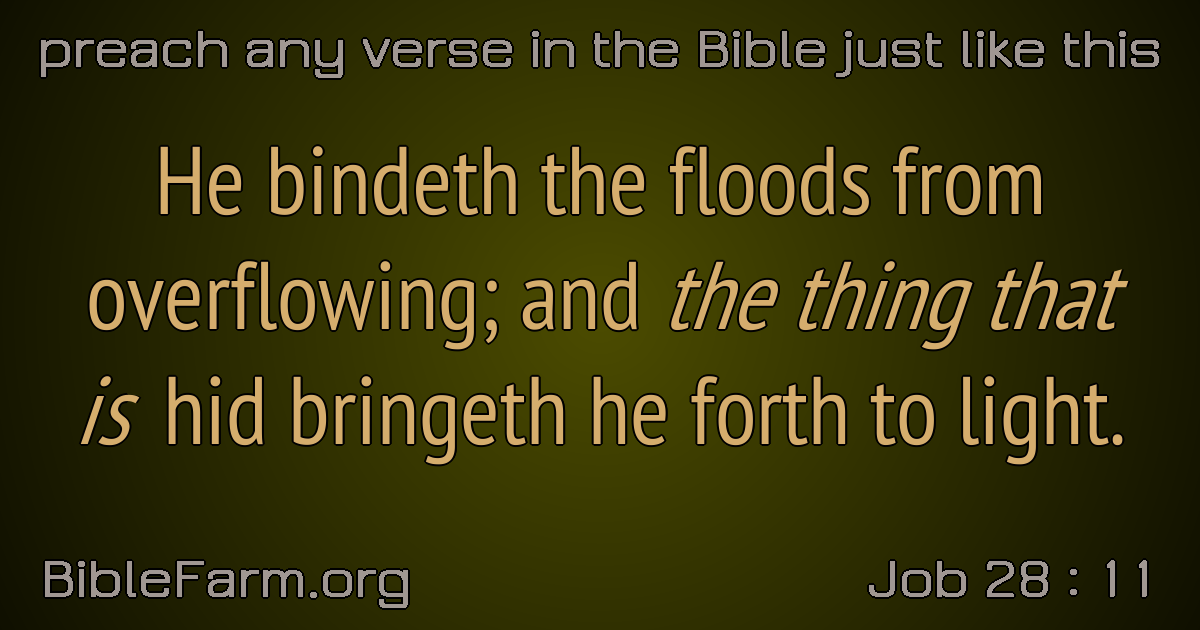 preach any verse in the Bible just like this
He bindeth the floods from
overflowing; and the thing that
is hid bringeth he forth to light.
BibleFarm.org
Job 28 : 11